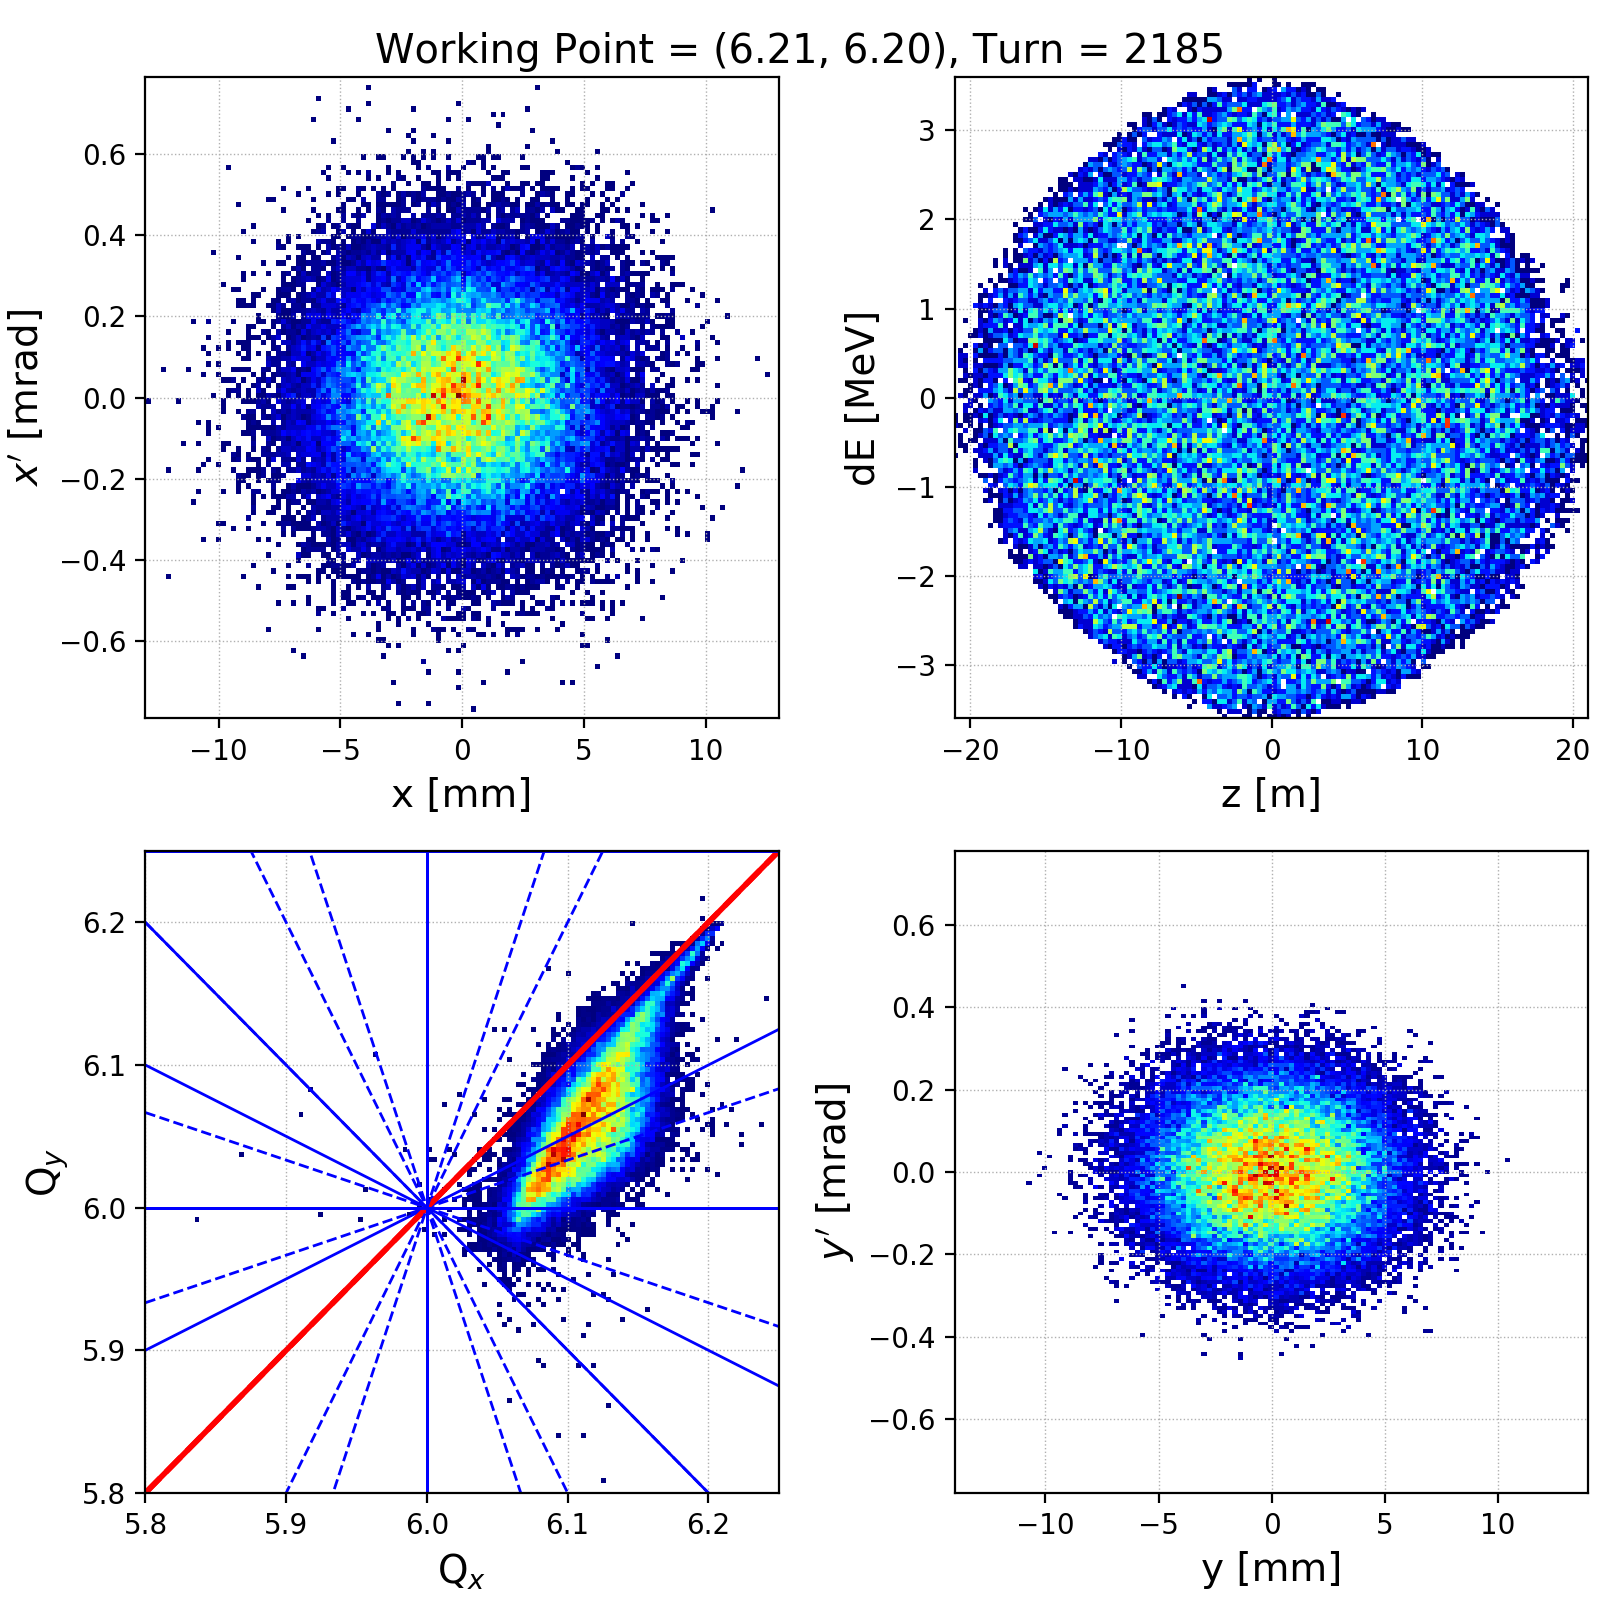 Working Point = (6.21, 6.20), Turn = 2185
x′ [mrad]
0.6
0.4
0.2
0.0
−0.2
−0.4
−0.6
−10 −5 0 5 10
x [mm]
dE [MeV]
3
2
1
0
−1
−2
−3
−20 −10 0 10 20
z [m]
Qy
6.2
6.1
6.0
5.9
5.8
5.8 5.9 6.0 6.1 6.2
Qx
y′ [mrad]
0.6
0.4
0.2
0.0
−0.2
−0.4
−0.6
−10 −5 0 5 10
y [mm]